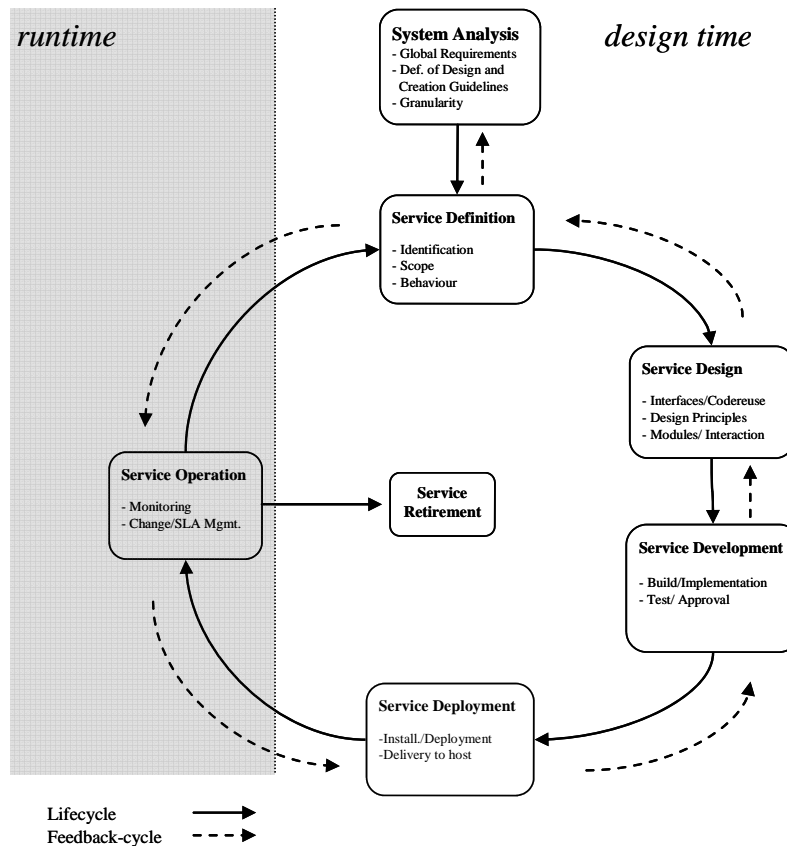 runtime
design time
System Analysis
- Global Requirements
- Def. of Design and
Creation Guidelines
- Granularity
Service Definition
- Identification
- Scope
- Behaviour
Service Design
- Interfaces/Codereuse
- Design Principles
- Modules/ Interaction
Service Operation
- Monitoring
- Change/SLA Mgmt.
Service
Retirement
Service Development
- Build/Implementation
- Test/ Approval
Service Deployment
-Install./Deployment
-Delivery to host
Lifecycle
Feedback-cycle